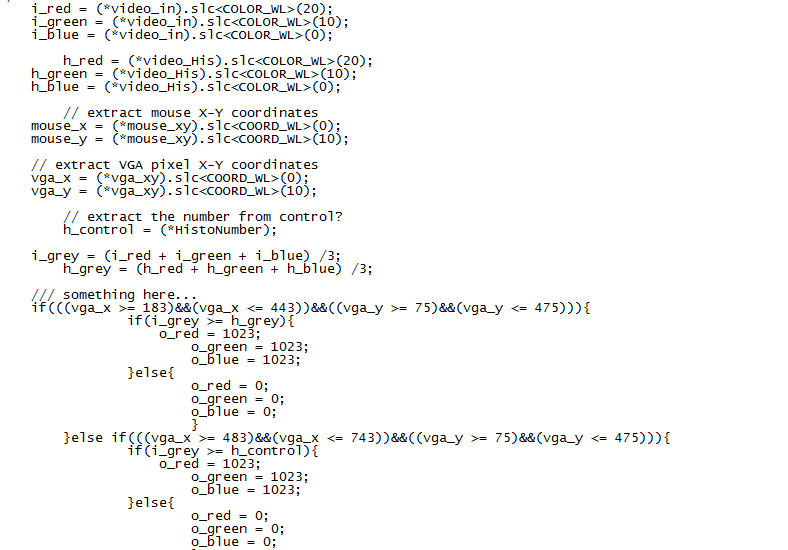 i_red = (*video_in).slc<COLOR_WL>(20);
i_green = (*video_in).slc<COLOR_WL>(10);
i_blue = (*video_in).slc<COLOR_WL>(0);
h_red = (*video_His).slc<COLOR_WL>(20);
h_green = (*video_His).slc<COLOR_WL>(10);
h_blue = (*video_His).slc<COLOR_WL>(0);
// extract mouse X-Y coordinates
mouse_x = (*mouse_xy).slc<COORD_WL>(0);
mouse_y = (*mouse_xy).slc<COORD_WL>(10);
// extract VGA pixel X-Y coordinates
vga_x = (*vga_xy).slc<COORD_WL>(0);
vga_y = (*vga_xy).slc<COORD_WL>(10);
// extract the number from control?
h_control = (*HistoNumber);
i_grey = (i_red + i_green + i_blue) /3;
h_grey = (h_red + h_green + h_blue) /3;
/// something here...
if(((vga_x >= 183)&&(vga_x <= 443))&&((vga_y >= 75)&&(vga_y <= 475))){
if(i_grey >= h_grey){
o_red = 1023;
o_green = 1023;
o_blue = 1023;
}else{
o_red = 0;
o_green = 0;
o_blue = 0;
}
}else if(((vga_x >= 483)&&(vga_x <= 743))&&((vga_y >= 75)&&(vga_y <= 475))){
if(i_grey >= h_control){
o_red = 1023;
o_green = 1023;
o_blue = 1023;
}else{
o_red = 0;
o_green = 0;
o_blue = 0;